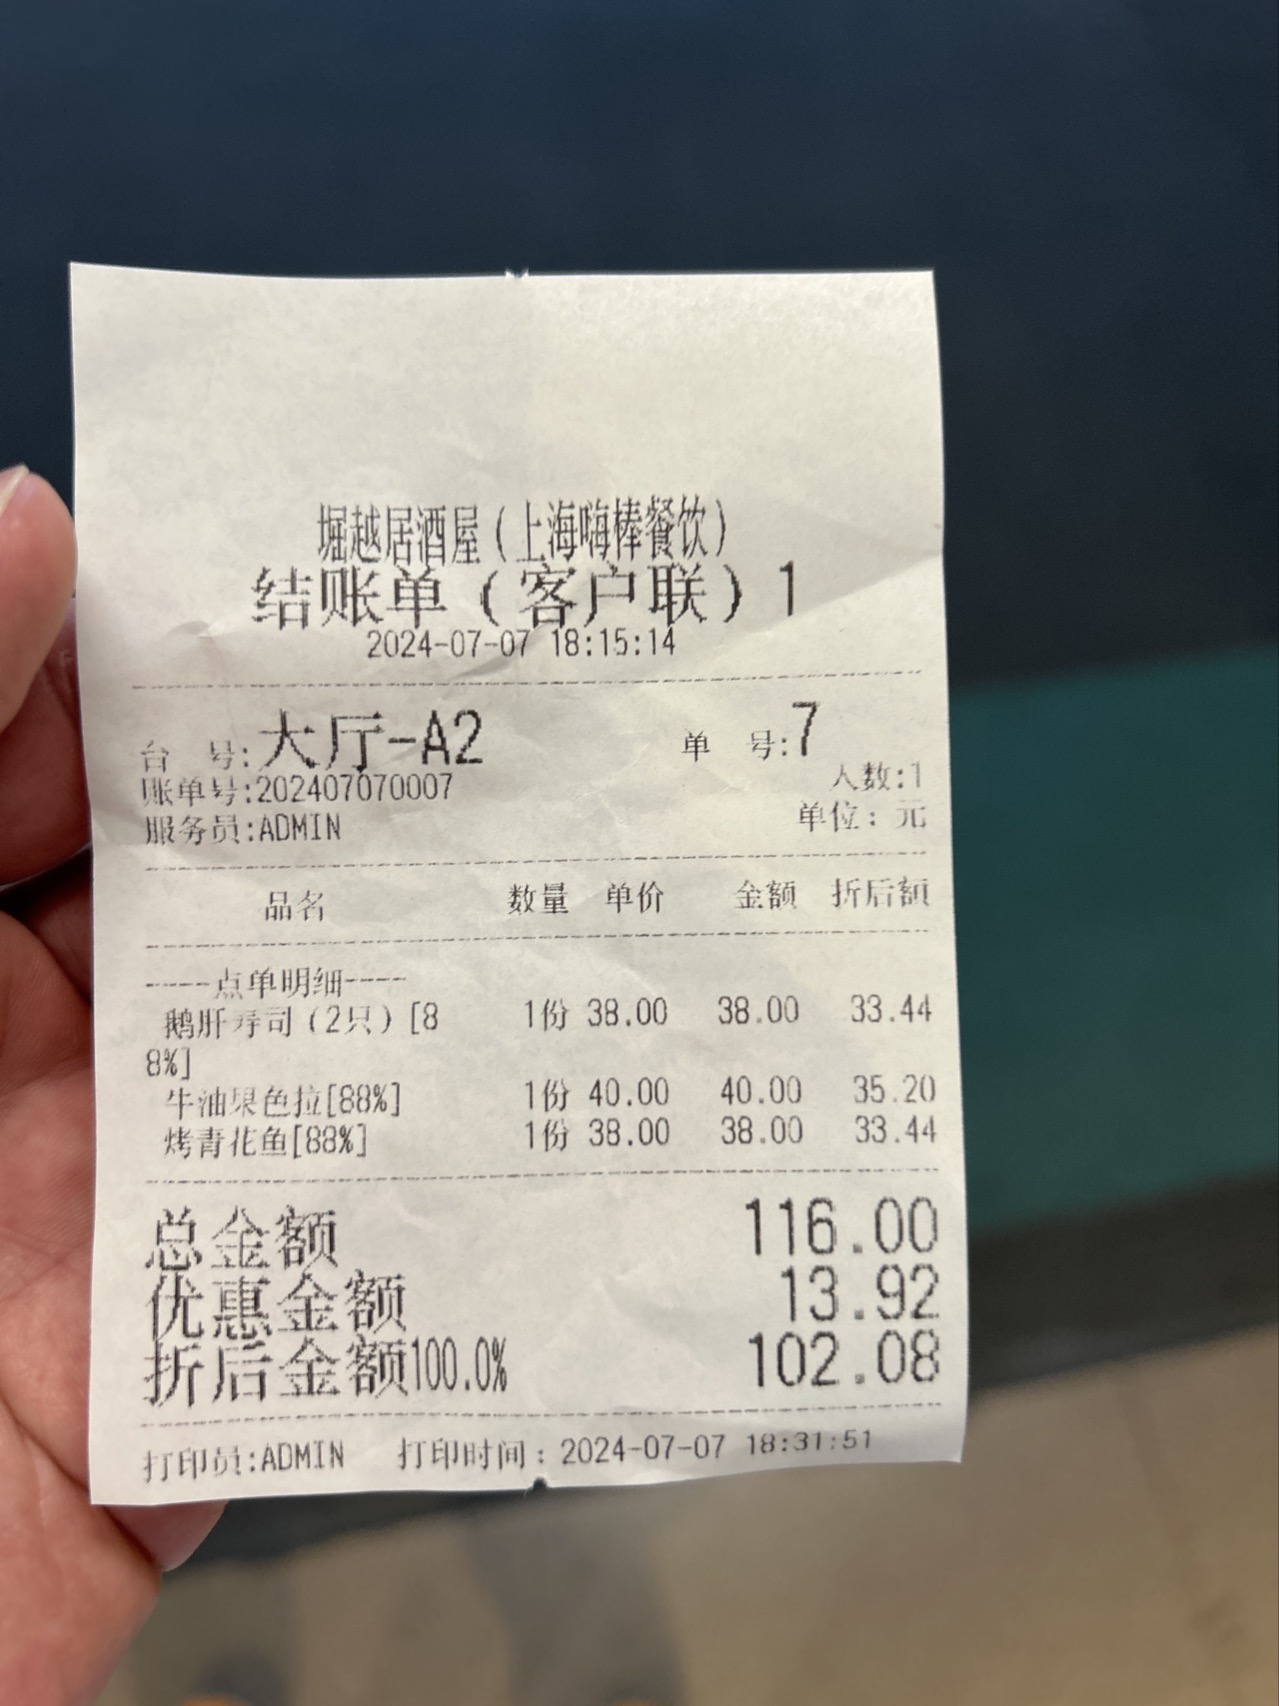 堀越居酒屋(上海嗨棒餐饮)
结账单(客户联)1
2024-07-07 18:15:14
台 号:大厅-A2 单 号:7
人数:1
账单号:202407070007
单位: 元
服务员:ADMIN
品名 数量 单价 金额 折后额
----点单明细----
鹅肝寿司(2只)[8 1份 38.00 38.00 33.44
8%]
牛油果色拉[88%] 1份 40.00 40.00 35.20
烤青花鱼[88%] 1份 38.00 38.00 33.44
总金额 116.00
优惠金额 13.92
折后金额100.0% 102.08
打印员:ADMIN 打印时间:2024-07-07 18:31:51